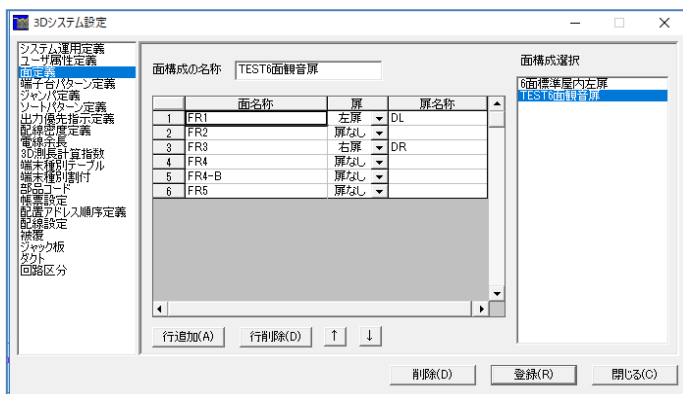 3Dシステム設定
システム運用定義
ユーザ属性定義
面定義
端子台パターン定義
ジャンパ定義
ソートパターン定義
出力優先指示定義
配線密度定義
電線余長
3D測長計算指数
端末種別テーブル
端末種別割付
部品コード
帳票設定
配置アドレス順序定義
配線設定
被覆
ジャック板
ダクト
回路区分
面構成の名称 TEST6面観音扉
面名称 扉 扉名称
1 FR1 左扉 DL
2 FR2 扉なし
3 FR3 右扉 DR
4 FR4 扉なし
5 FR4-B 扉なし
6 FR5 扉なし
行追加(A) 行削除(D) ↑ ↓
面構成選択
6面標準屋内左扉
TEST6面観音扉
削除(D) 登録(R) 閉じる(C)